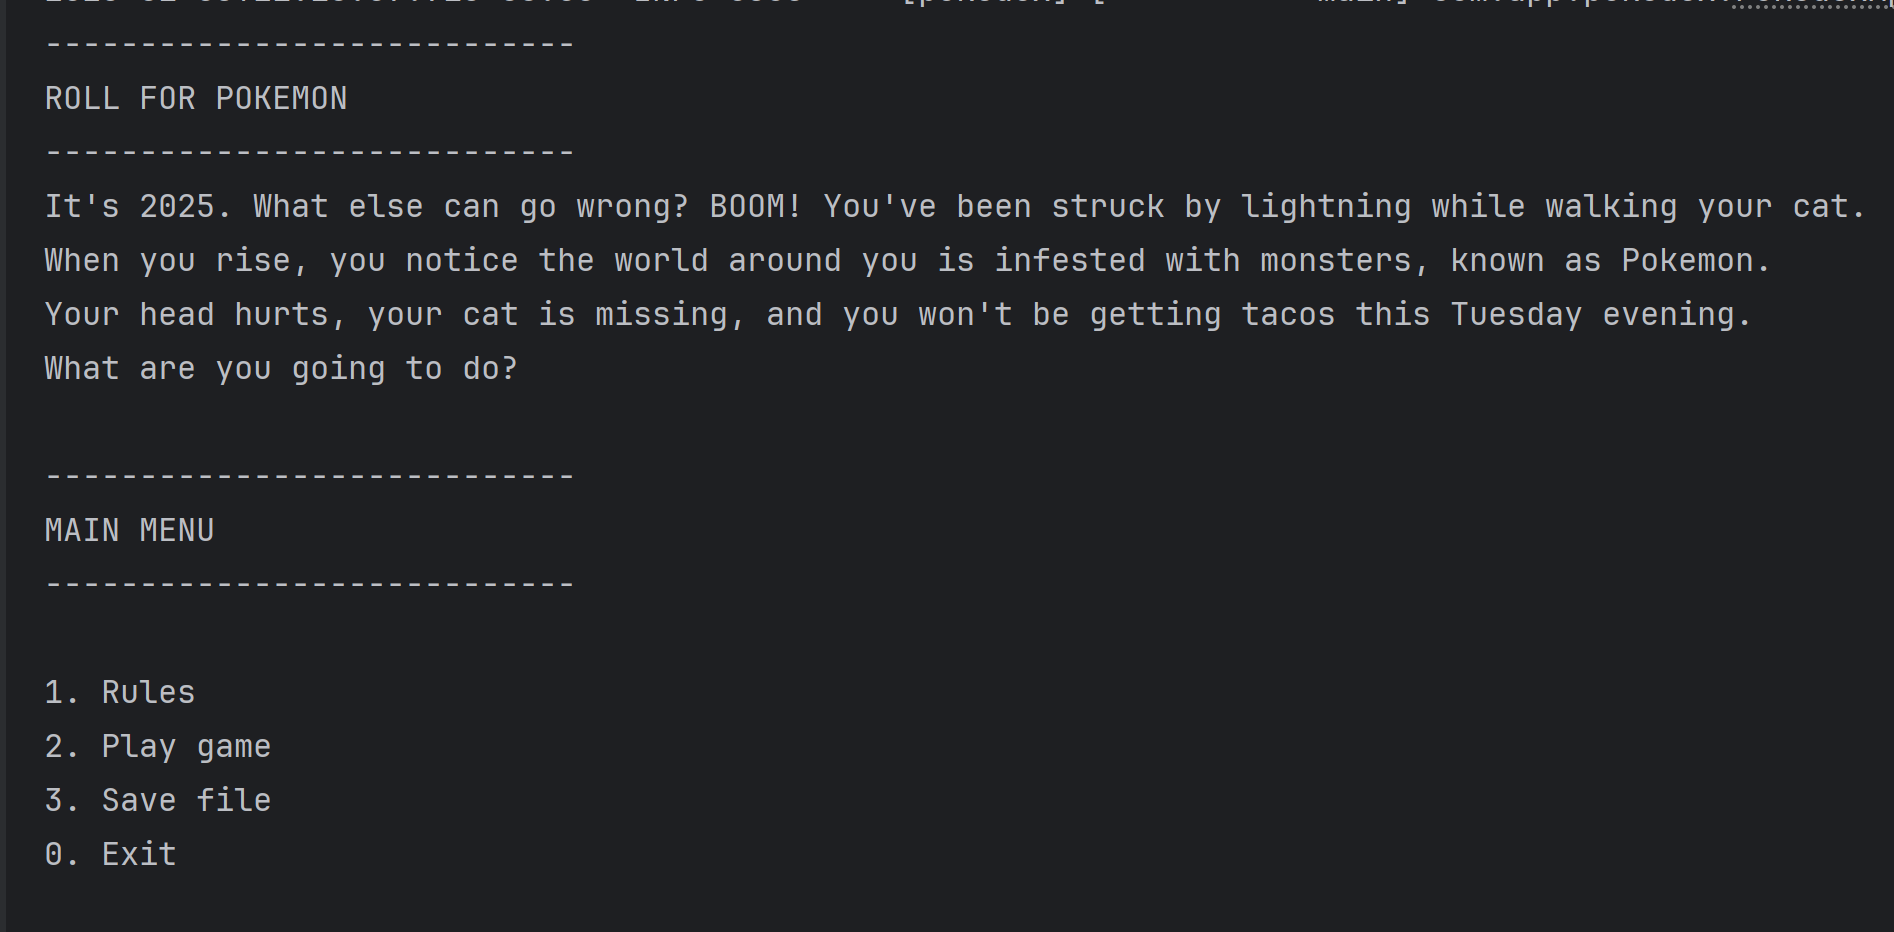 ----------------------------
ROLL FOR POKEMON
----------------------------
It's 2025. What else can go wrong? BOOM! You've been struck by lightning while walking your cat.
When you rise, you notice the world around you is infested with monsters, known as Pokemon.
Your head hurts, your cat is missing, and you won't be getting tacos this Tuesday evening.
What are you going to do?
----------------------------
MAIN MENU
----------------------------
1. Rules
2. Play game
3. Save file
0. Exit